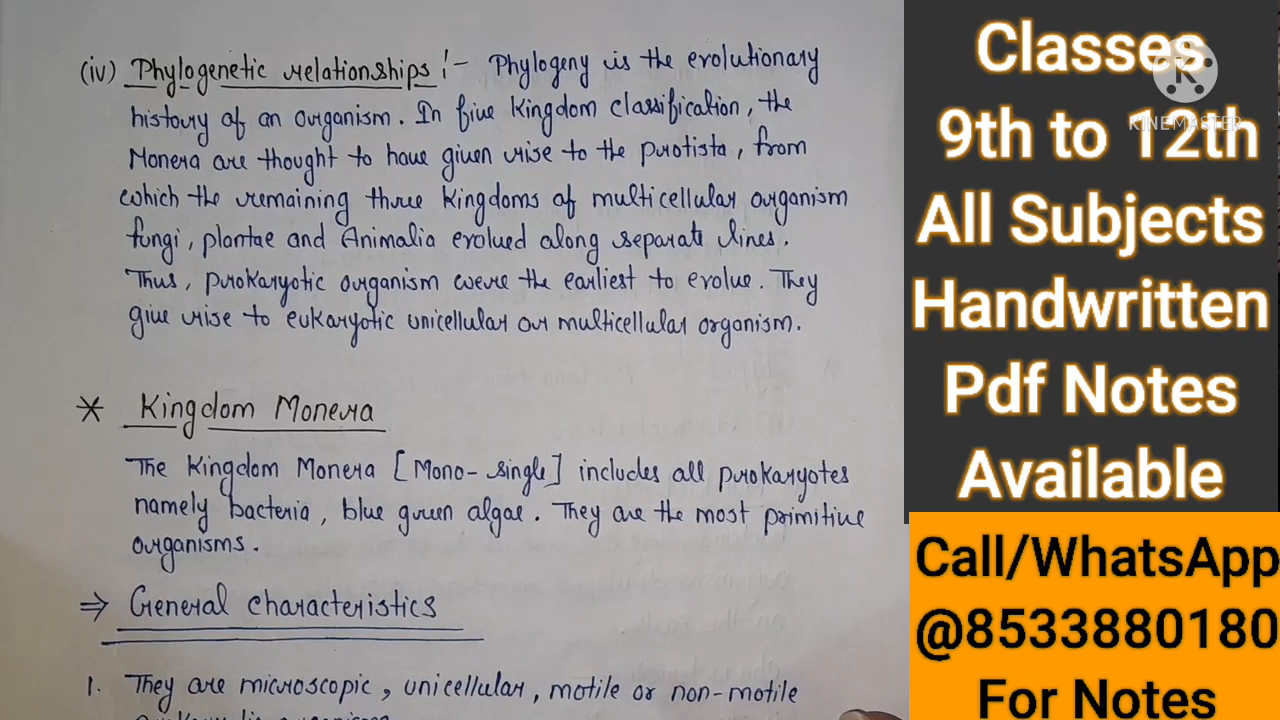 (iv) Phylogenetic relationships :- Phylogeny is the evolutionary
history of an organism. In five Kingdom classification, the
Monera are thought to have given rise to the protista, from
which the remaining three Kingdoms of multicellular organism
fungi, plantae and Animalia evolved along separate lines.
Thus, prokaryotic organism were the earliest to evolve. They
give rise to eukaryotic unicellular or multicellular organism.
* Kingdom Monera
The Kingdom Monera [Mono- single] includes all prokaryotes
namely bacteria, blue green algae. They are the most primitive
organisms.
⇒ General characteristics
1. They are microscopic, unicellular, motile or non-motile
Classes
9th to 12th
All Subjects
Handwritten
Pdf Notes
Available
K
KINEMASTER
Call/WhatsApp
@8533880180
For Notes